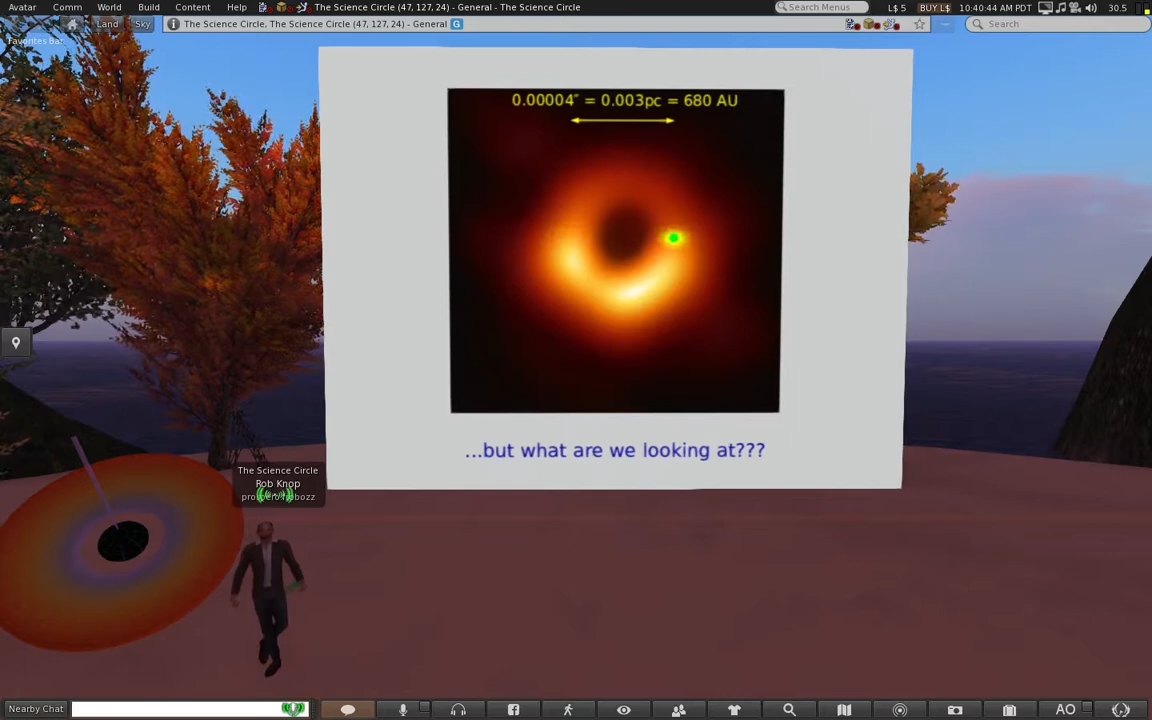 Avatar Comm World Build Content Help The Science Circle (47, 127, 24) - General - The Science Circle Search Menus L$ 5 BUY L$ 10:40:44 AM PDT 30.5
Land Sky The Science Circle, The Science Circle (47, 127, 24) - General G Search
Favorites Bar
0.00004″ = 0.003pc = 680 AU
...but what are we looking at???
The Science Circle
Rob Knop
Nearby Chat AO